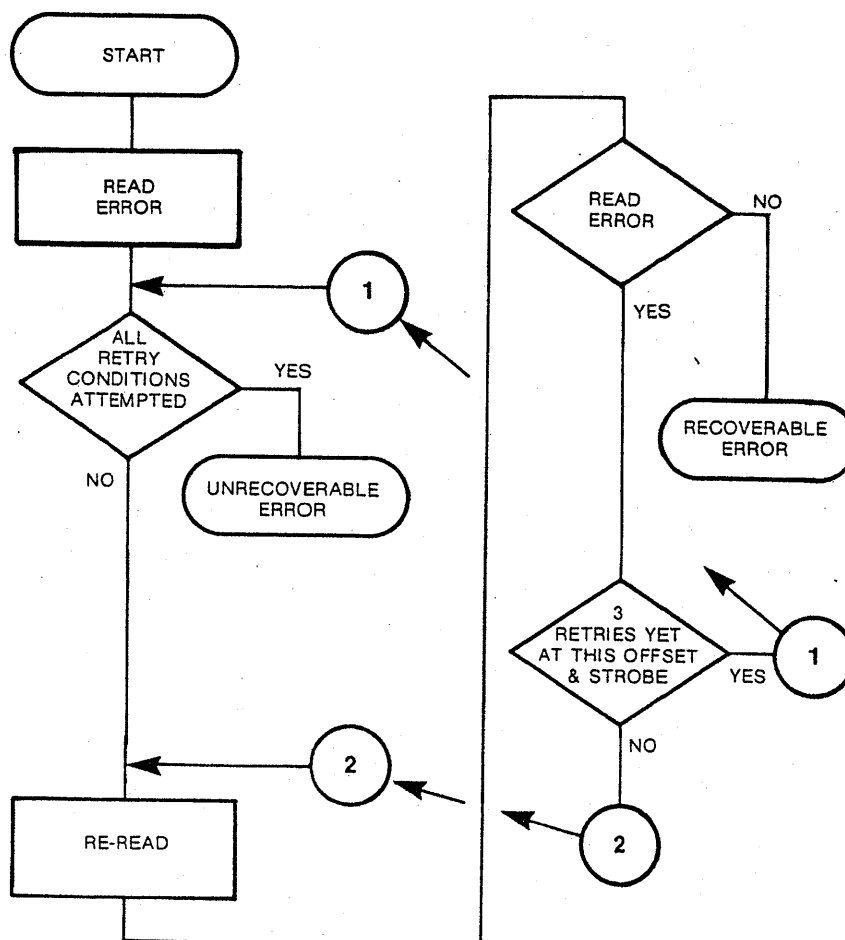 START
READ
ERROR
1
ALL
RETRY
CONDITIONS
ATTEMPTED
YES
NO
UNRECOVERABLE
ERROR
2
RE-READ
READ
ERROR
NO
YES
RECOVERABLE
ERROR
3
RETRIES YET
AT THIS OFFSET
& STROBE
YES
1
NO
2